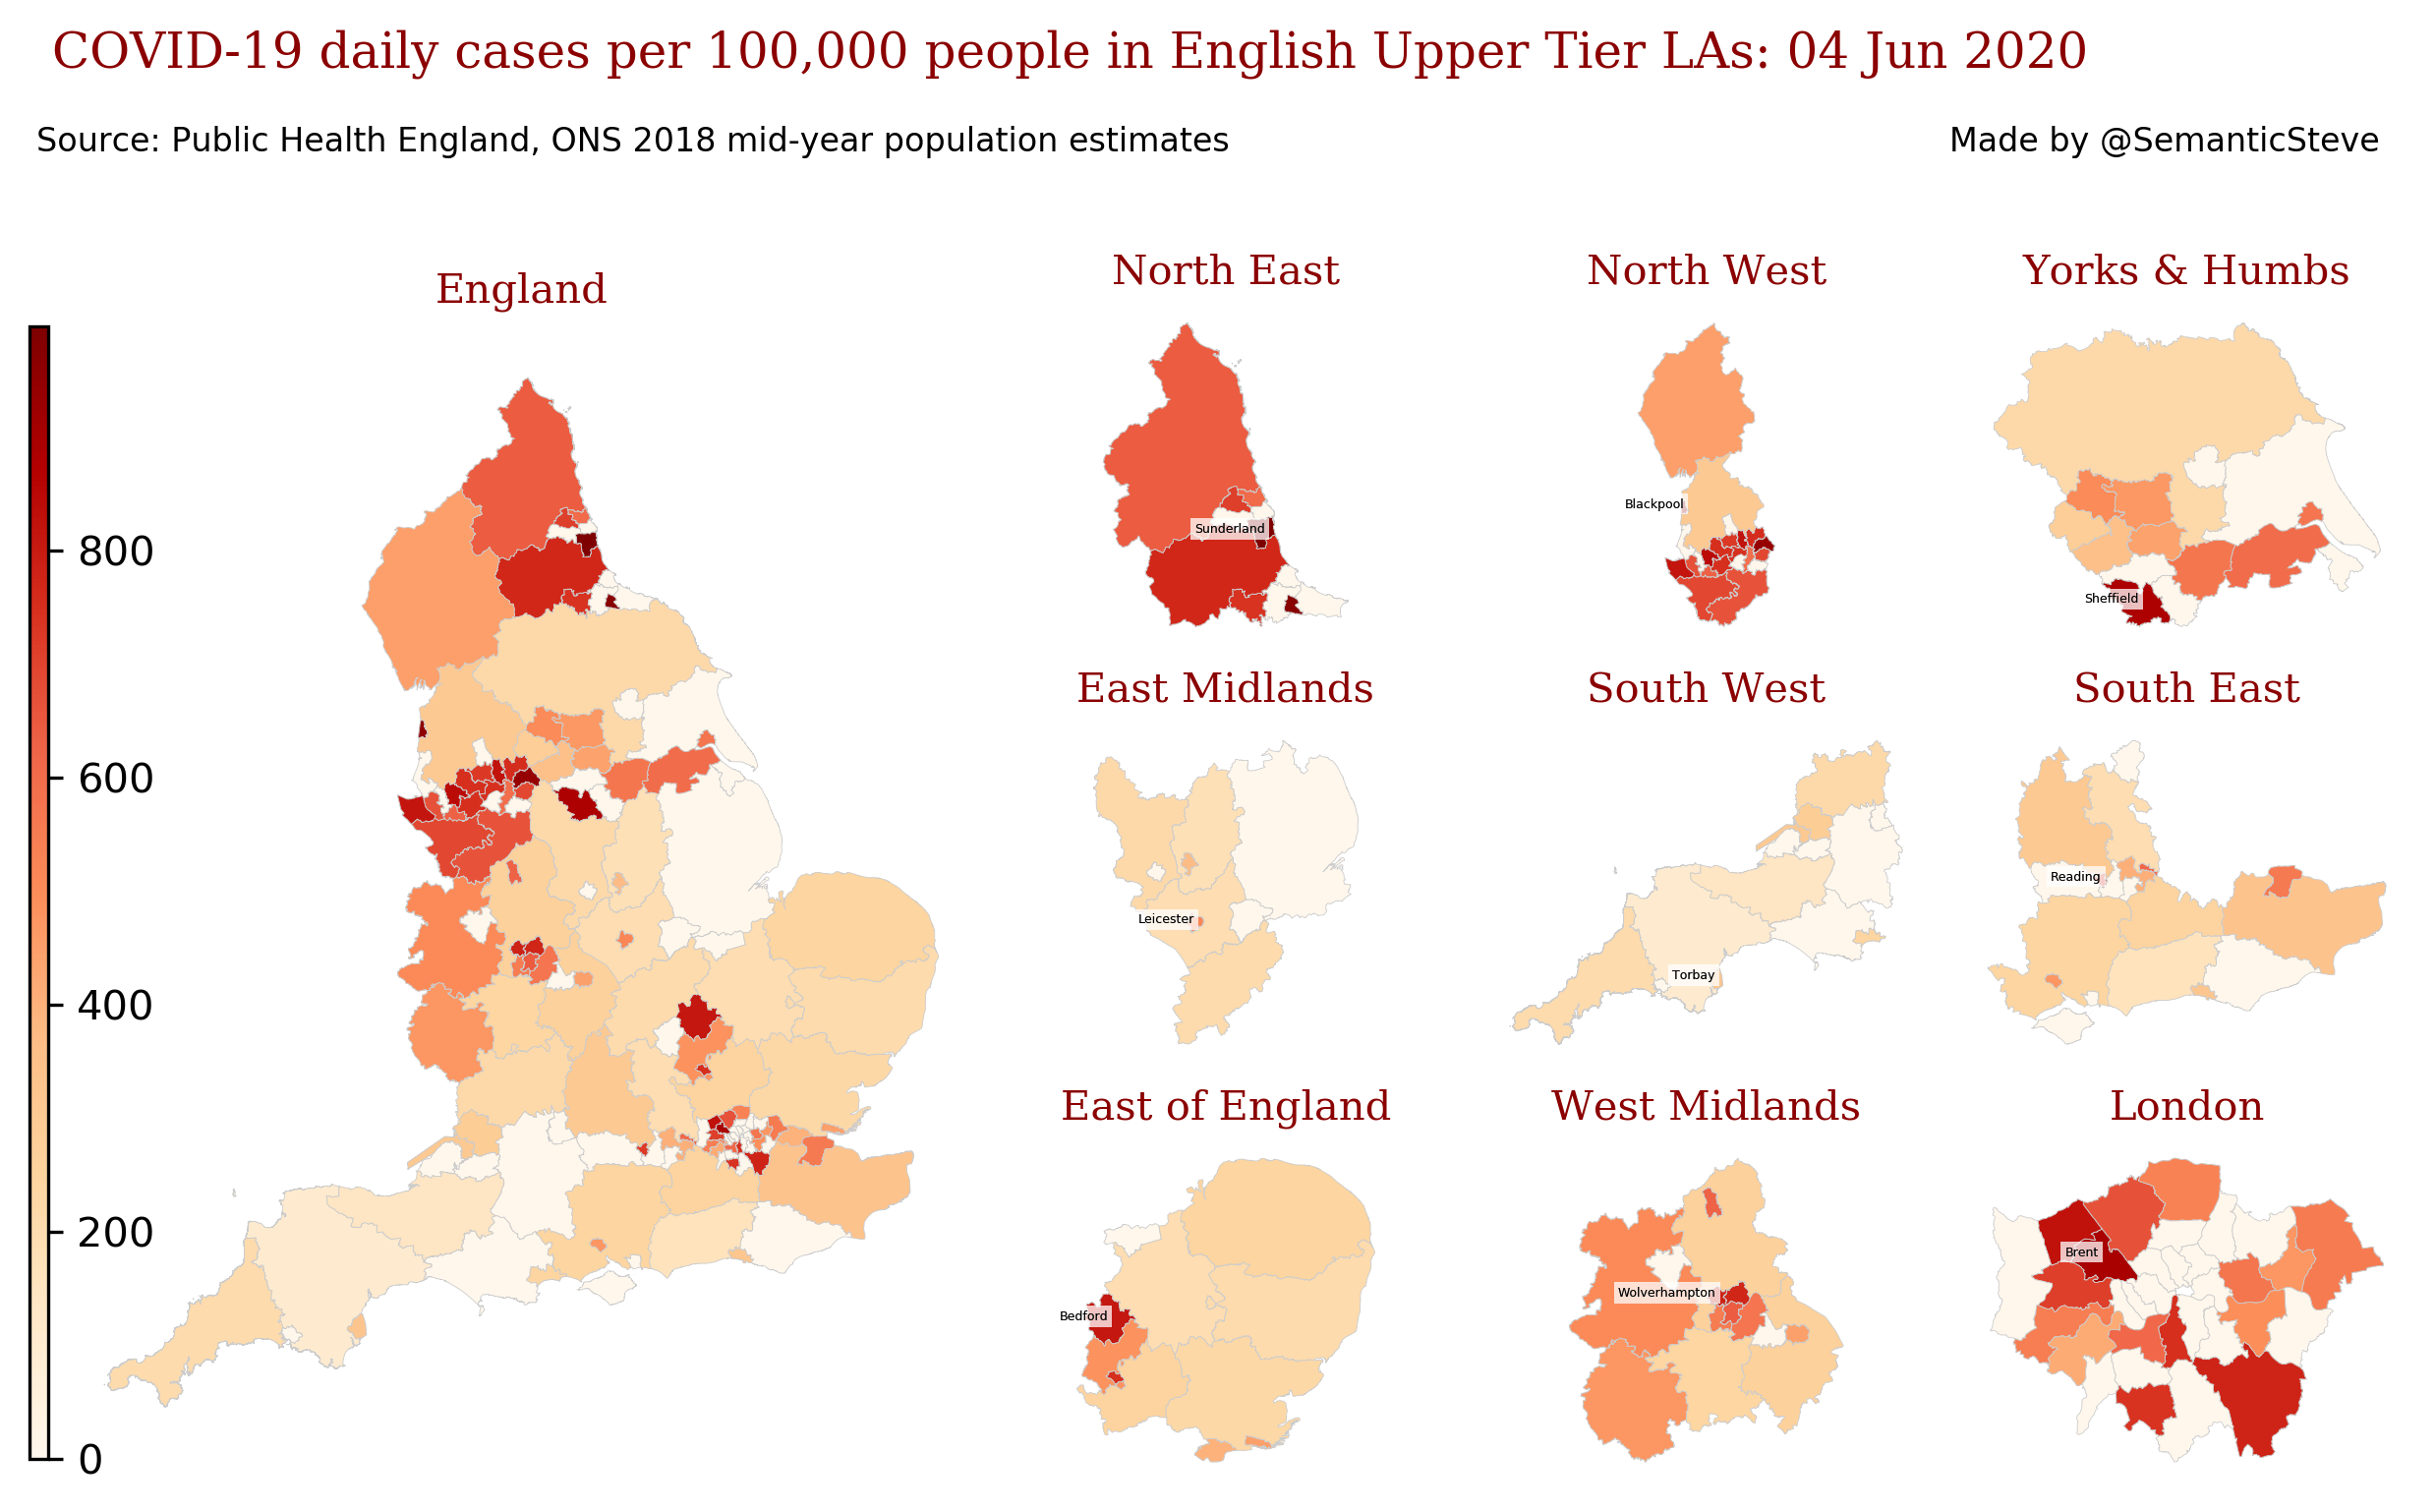 COVID-19 daily cases per 100,000 people in English Upper Tier LAs: 04 Jun 2020
Source: Public Health England, ONS 2018 mid-year population estimates
Made by @SemanticSteve
England
800
600
400
200
0
North East
Sunderland
North West
Blackpool
Yorks & Humbs
Sheffield
East Midlands
Leicester
South West
Torbay
South East
Reading
East of England
Bedford
West Midlands
Wolverhampton
London
Brent